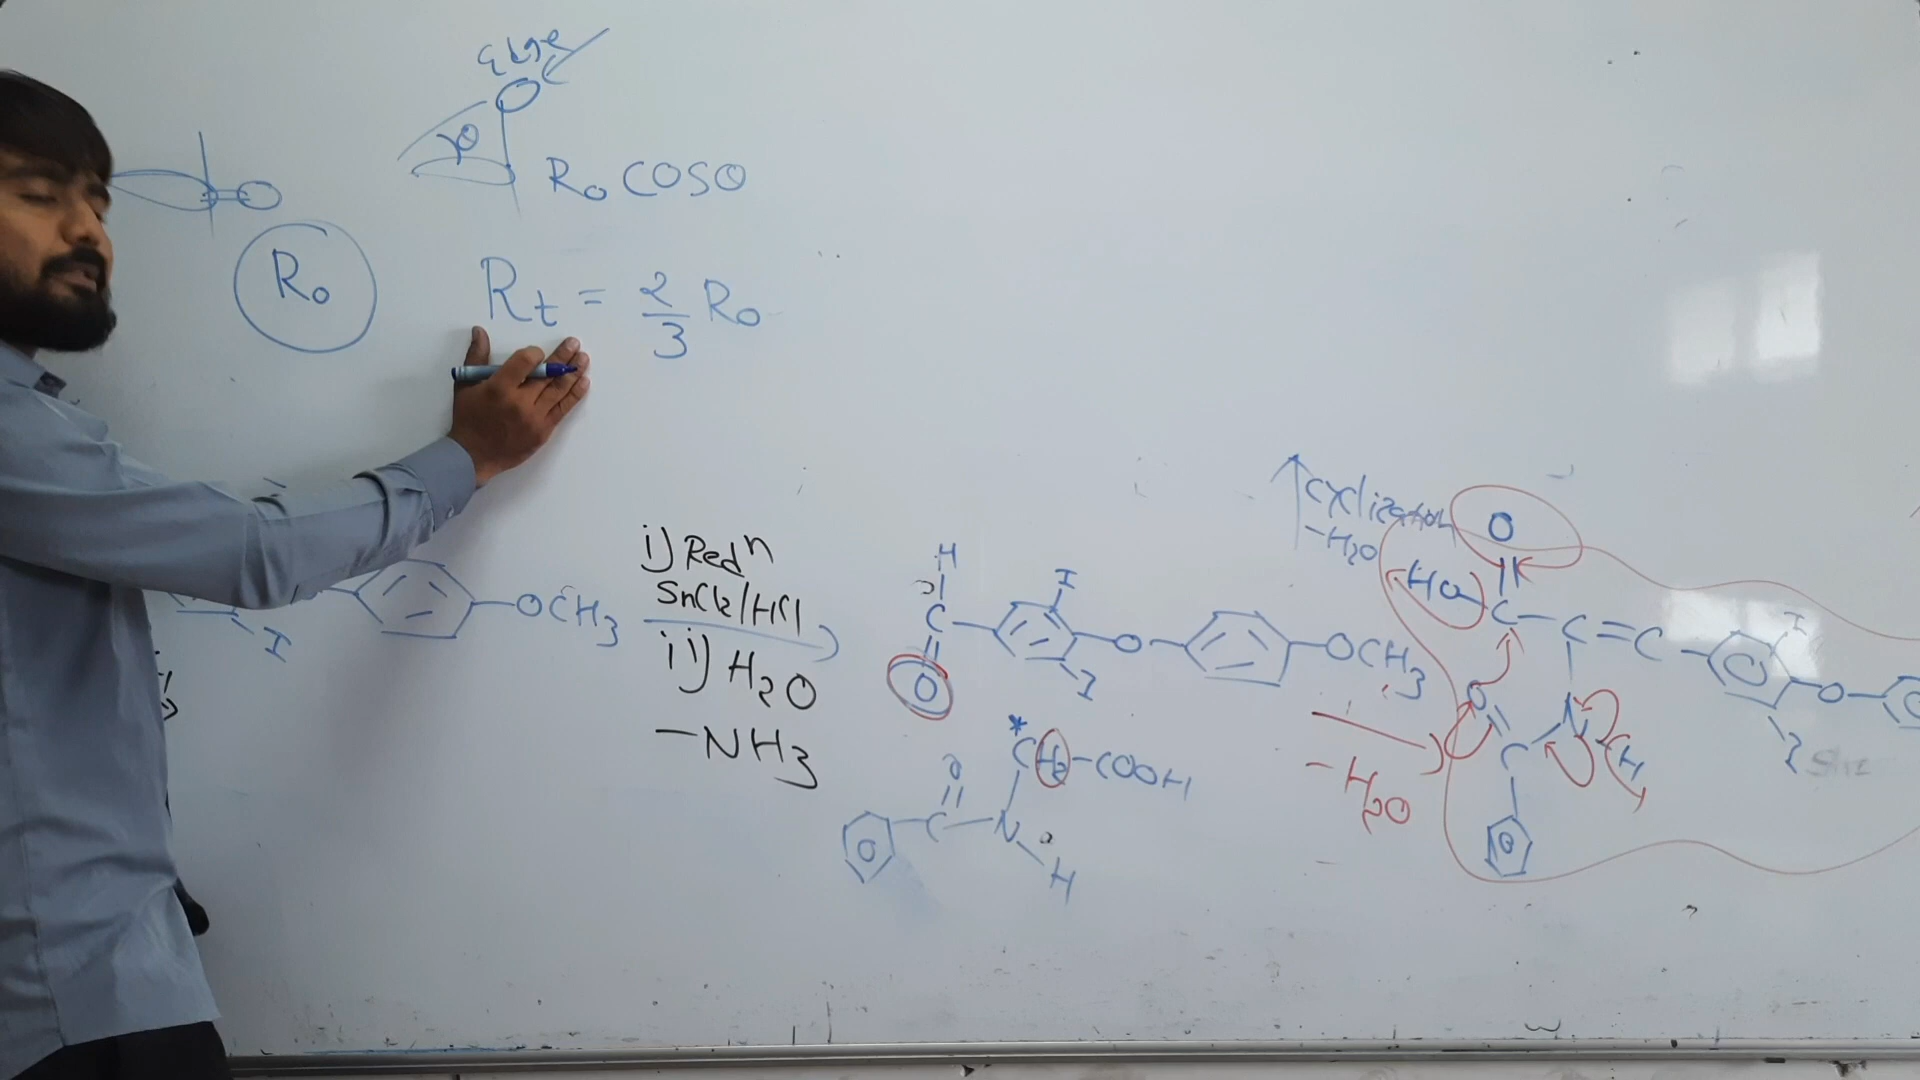 Edge
θ
R₀ COSθ
R₀
Rt = 2/3 R₀
cyclization
-H₂O
i) Redⁿ
SnCl₂/HCl
ii) H₂O
-NH₃
I
OCH₃
H
C
O
I
I
O
OCH₃
* CH₂-COOH
O
C
N
H
-H₂O
O
HO
C
C=C
I
O
O
C
N
H